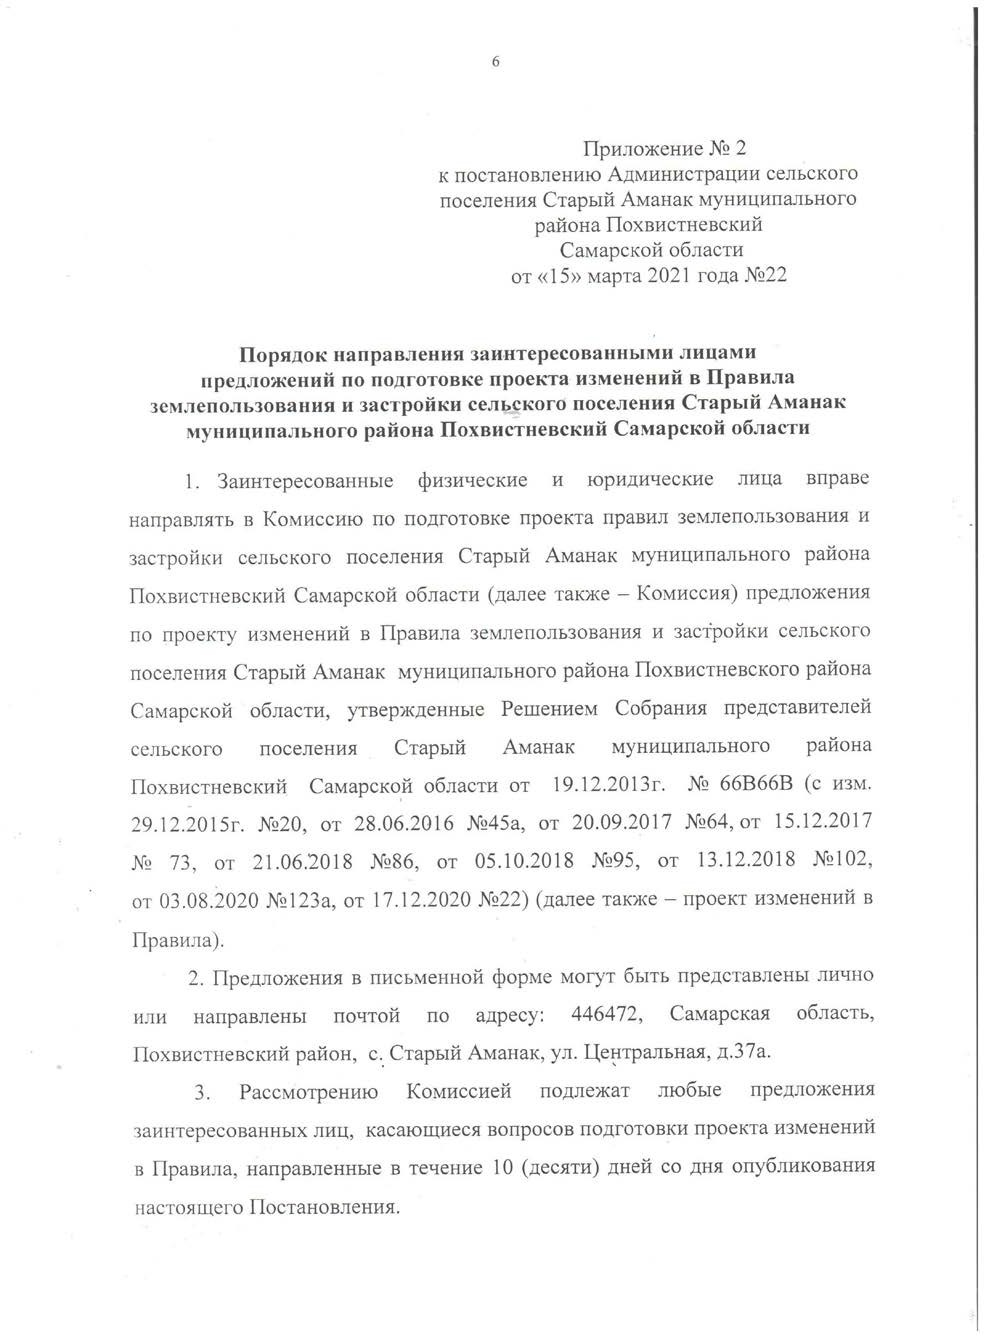 6
Приложение № 2
к постановлению Администрации сельского
поселения Старый Аманак муниципального
района Похвистневский
Самарской области
от «15» марта 2021 года №22
Порядок направления заинтересованными лицами
предложений по подготовке проекта изменений в Правила
землепользования и застройки сельского поселения Старый Аманак
муниципального района Похвистневский Самарской области
1. Заинтересованные физические и юридические лица вправе
направлять в Комиссию по подготовке проекта правил землепользования и
застройки сельского поселения Старый Аманак муниципального района
Похвистневский Самарской области (далее также – Комиссия) предложения
по проекту изменений в Правила землепользования и застройки сельского
поселения Старый Аманак муниципального района Похвистневского района
Самарской области, утвержденные Решением Собрания представителей
сельского поселения Старый Аманак муниципального района
Похвистневский Самарской области от 19.12.2013г. № 66В66В (с изм.
29.12.2015г. №20, от 28.06.2016 №45а, от 20.09.2017 №64, от 15.12.2017
№ 73, от 21.06.2018 №86, от 05.10.2018 №95, от 13.12.2018 №102,
от 03.08.2020 №123а, от 17.12.2020 №22) (далее также – проект изменений в
Правила).
2. Предложения в письменной форме могут быть представлены лично
или направлены почтой по адресу: 446472, Самарская область,
Похвистневский район, с. Старый Аманак, ул. Центральная, д.37а.
3. Рассмотрению Комиссией подлежат любые предложения
заинтересованных лиц, касающиеся вопросов подготовки проекта изменений
в Правила, направленные в течение 10 (десяти) дней со дня опубликования
настоящего Постановления.